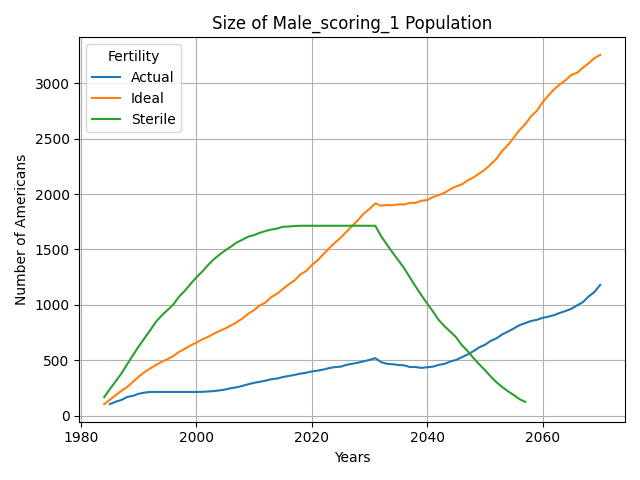 Size of Male_scoring_1 Population
Fertility
Actual
Ideal
Sterile
Number of Americans
3000
2500
2000
1500
1000
500
0
1980
2000
2020
2040
2060
Years